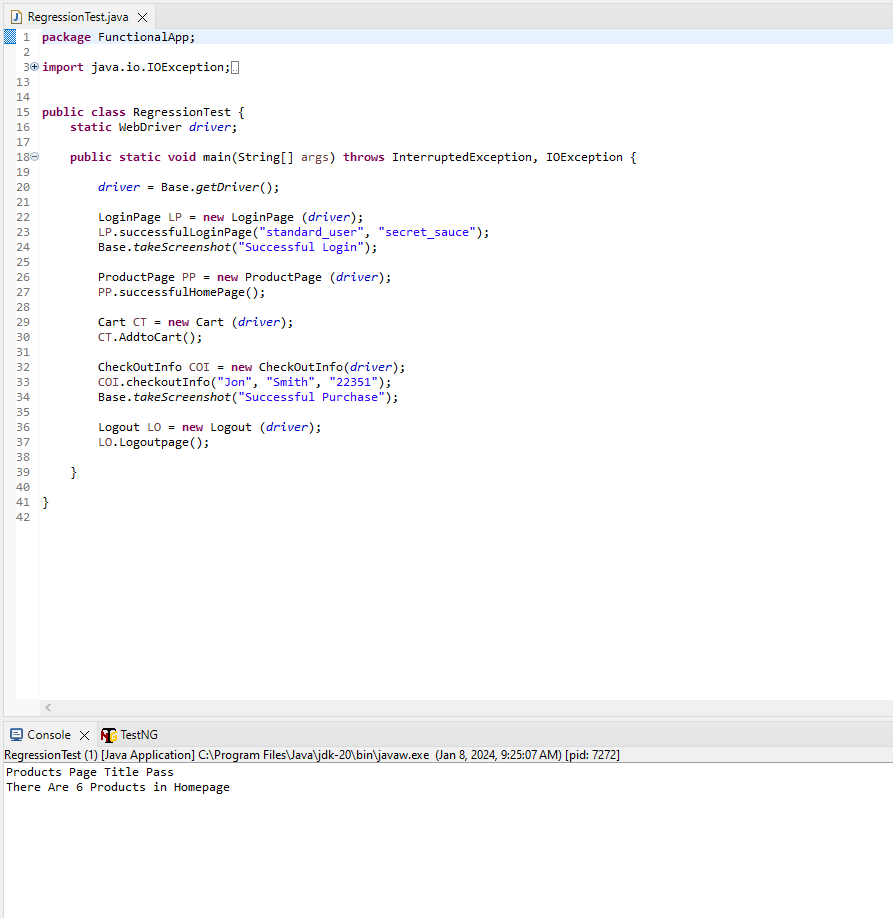 RegressionTest.java
1 package FunctionalApp;
2
3 import java.io.IOException;
13
14
15 public class RegressionTest {
16 static WebDriver driver;
17
18 public static void main(String[] args) throws InterruptedException, IOException {
19
20 driver = Base.getDriver();
21
22 LoginPage LP = new LoginPage (driver);
23 LP.successfulLoginPage("standard_user", "secret_sauce");
24 Base.takeScreenshot("Successful Login");
25
26 ProductPage PP = new ProductPage (driver);
27 PP.successfulHomePage();
28
29 Cart CT = new Cart (driver);
30 CT.AddtoCart();
31
32 CheckOutInfo COI = new CheckOutInfo(driver);
33 COI.checkoutInfo("Jon", "Smith", "22351");
34 Base.takeScreenshot("Successful Purchase");
35
36 Logout LO = new Logout (driver);
37 LO.Logoutpage();
38
39 }
40
41 }
42
Console TestNG
RegressionTest (1) [Java Application] C:\Program Files\Java\jdk-20\bin\javaw.exe (Jan 8, 2024, 9:25:07 AM) [pid: 7272]
Products Page Title Pass
There Are 6 Products in Homepage